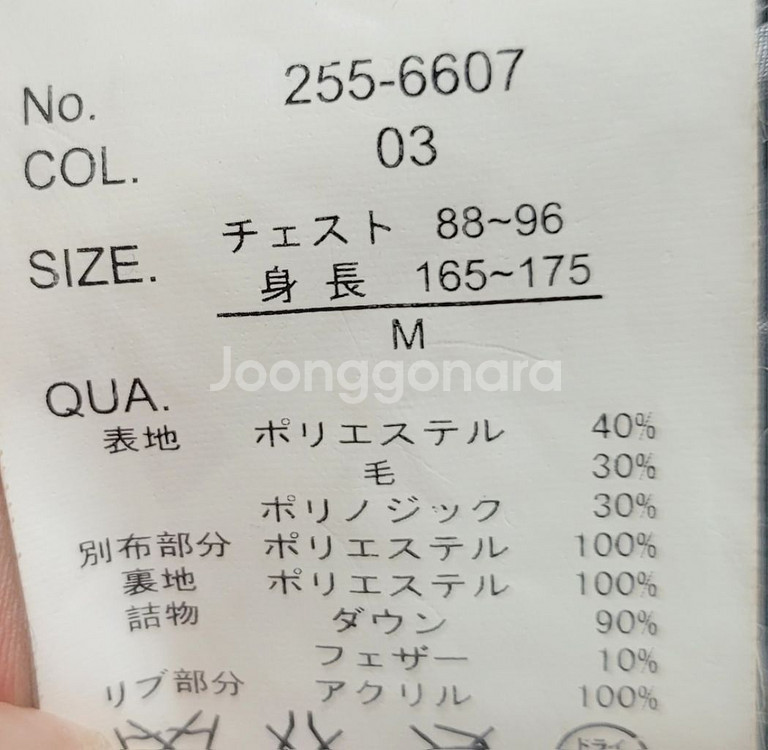 No. 255-6607
COL. 03
SIZE. チェスト 88~96
身長 165~175
M
Joonggonara
QUA.
表地 ポリエステル 40%
毛 30%
ポリノジック 30%
別布部分 ポリエステル 100%
裏地 ポリエステル 100%
詰物 ダウン 90%
フェザー 10%
リブ部分 アクリル 100%
ドライ